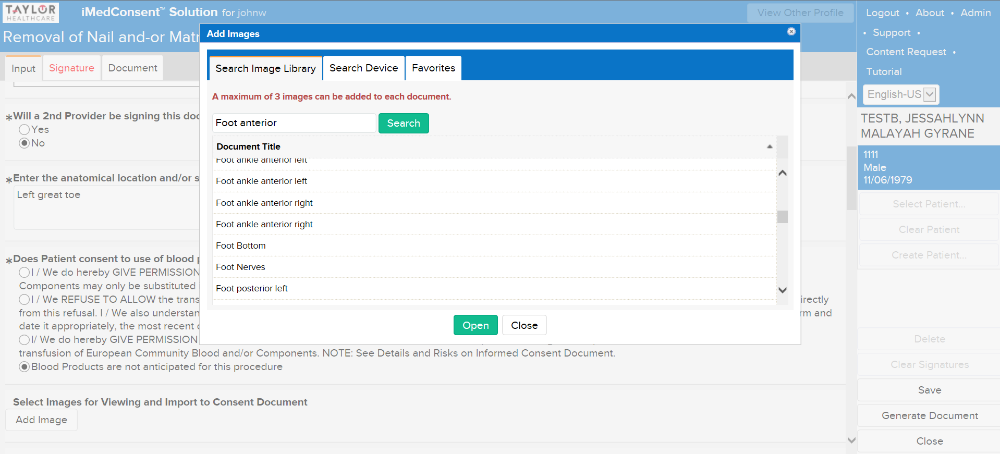 TAYLOR
HEALTHCARE
iMedConsent™ Solution for johnw
View Other Profile
Logout • About • Admin
• Support •
Content Request •
Tutorial
English-US
Removal of Nail and-or Matr
Input
Signature
Document
Add Images
Search Image Library
Search Device
Favorites
A maximum of 3 images can be added to each document.
Foot anterior
Search
Document Title
Foot ankle anterior left
Foot ankle anterior left
Foot ankle anterior right
Foot ankle anterior right
Foot Bottom
Foot Nerves
Foot posterior left
Open
Close
*Will a 2nd Provider be signing this doc
Yes
No
*Enter the anatomical location and/or s
Left great toe
*Does Patient consent to use of blood p
I / We do hereby GIVE PERMISSION
Components may only be substituted i
I / We REFUSE TO ALLOW the trans
irectly
from this refusal. I / We also understan
rm and
date it appropriately, the most recent c
I/ We do hereby GIVE PERMISSION
transfusion of European Community Blood and/or Components. NOTE: See Details and Risks on Informed Consent Document.
Blood Products are not anticipated for this procedure
Select Images for Viewing and Import to Consent Document
Add Image
TESTB, JESSAHLYNN
MALAYAH GYRANE
1111
Male
11/06/1979
Select Patient...
Clear Patient
Create Patient...
Delete
Clear Signatures
Save
Generate Document
Close